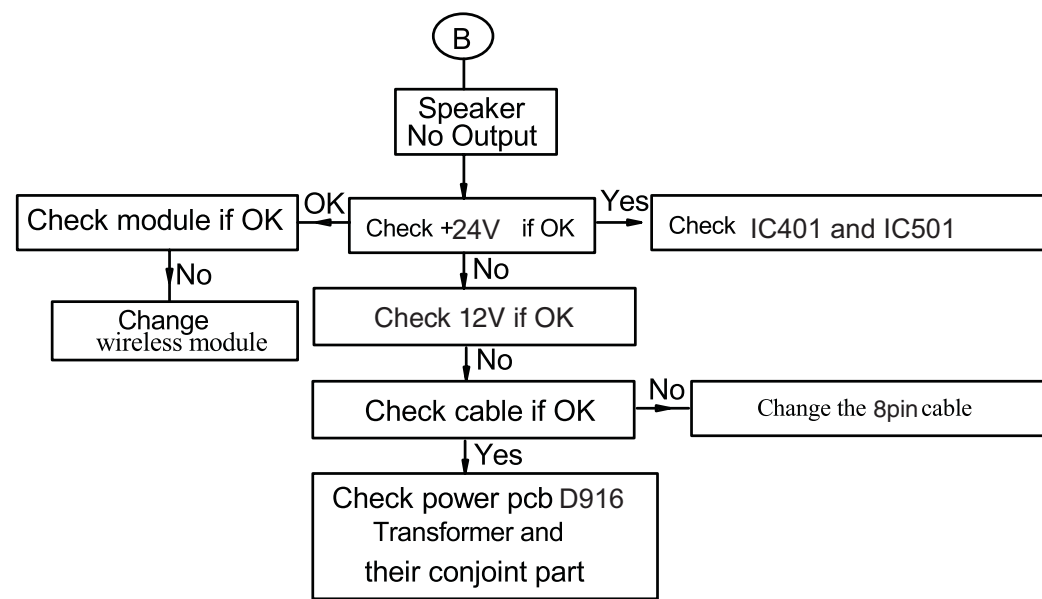 B
Speaker
No Output
OK
Yes
Check module if OK
Check +24V if OK
Check IC401 and IC501
No
No
Change
wireless module
Check 12V if OK
No
Check cable if OK
No
Change the 8pin cable
Yes
Check power pcb D916
Transformer and
their conjoint part